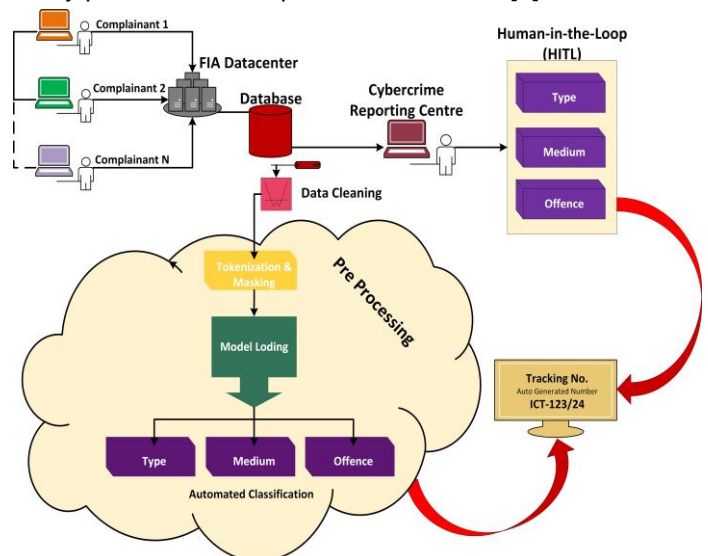 Complainant 1
Complainant 2
Complainant N
FIA Datacenter
Database
Cybercrime
Reporting Centre
Human-in-the-Loop
(HITL)
Type
Medium
Offence
Data Cleaning
Tokenization &
Masking
Pre Processing
Model Loding
Type
Medium
Offence
Automated Classification
Tracking No.
Auto Generated Number
ICT-123/24